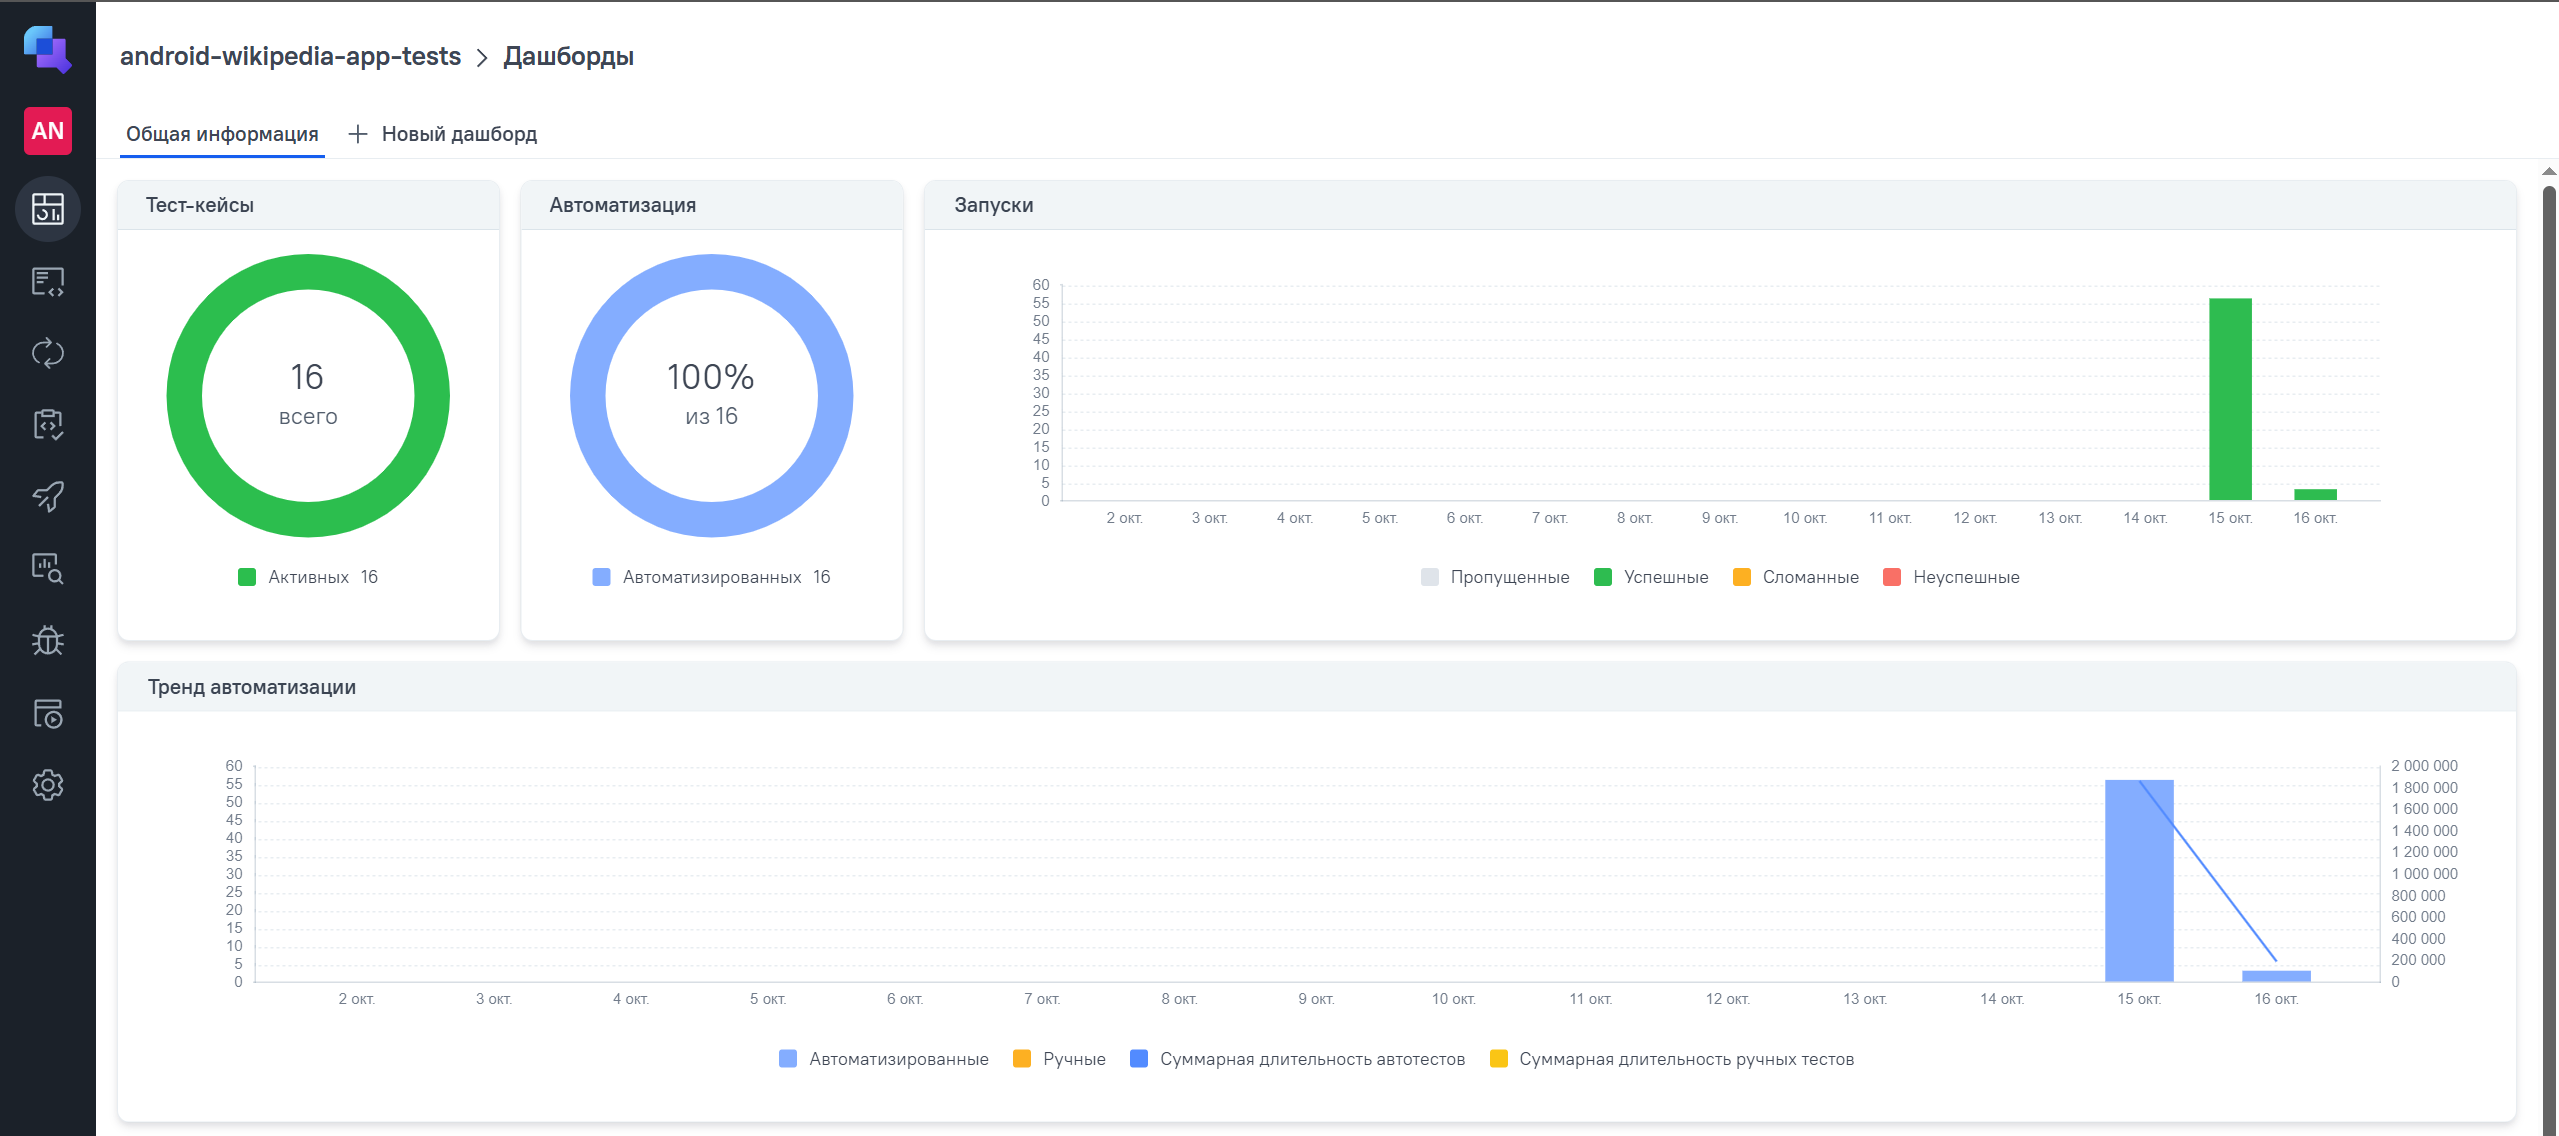 android-wikipedia-app-tests > Дашборды
AN
Общая информация + Новый дашборд
Тест-кейсы
16
всего
Активных 16
Автоматизация
100%
из 16
Автоматизированных 16
Запуски
60
55
50
45
40
35
30
25
20
15
10
5
0
2 окт. 3 окт. 4 окт. 5 окт. 6 окт. 7 окт. 8 окт. 9 окт. 10 окт. 11 окт. 12 окт. 13 окт. 14 окт. 15 окт. 16 окт.
Пропущенные Успешные Сломанные Неуспешные
Тренд автоматизации
60
55
50
45
40
35
30
25
20
15
10
5
0
2 000 000
1 800 000
1 600 000
1 400 000
1 200 000
1 000 000
800 000
600 000
400 000
200 000
0
2 окт. 3 окт. 4 окт. 5 окт. 6 окт. 7 окт. 8 окт. 9 окт. 10 окт. 11 окт. 12 окт. 13 окт. 14 окт. 15 окт. 16 окт.
Автоматизированные Ручные Суммарная длительность автотестов Суммарная длительность ручных тестов